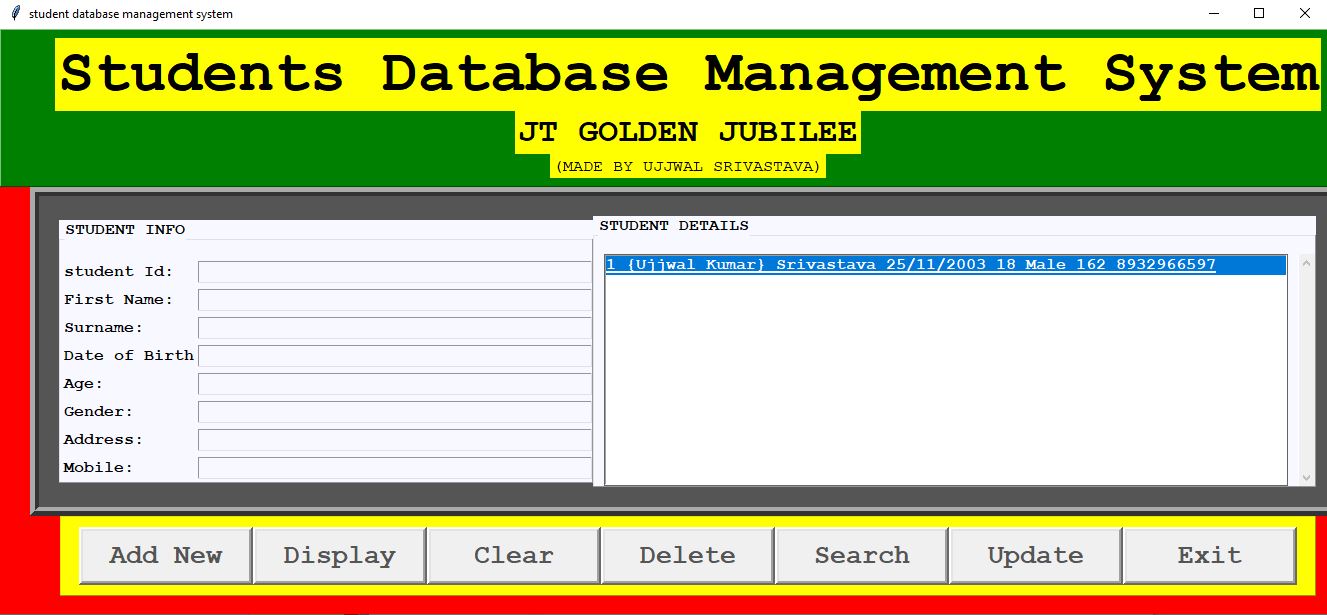 student database management system
Students Database Management System
JT GOLDEN JUBILEE
(MADE BY UJJWAL SRIVASTAVA)
STUDENT INFO
student Id:
First Name:
Surname:
Date of Birth
Age:
Gender:
Address:
Mobile:
STUDENT DETAILS
1 {Ujjwal Kumar} Srivastava 25/11/2003 18 Male 162 8932966597
Add New Display Clear Delete Search Update Exit